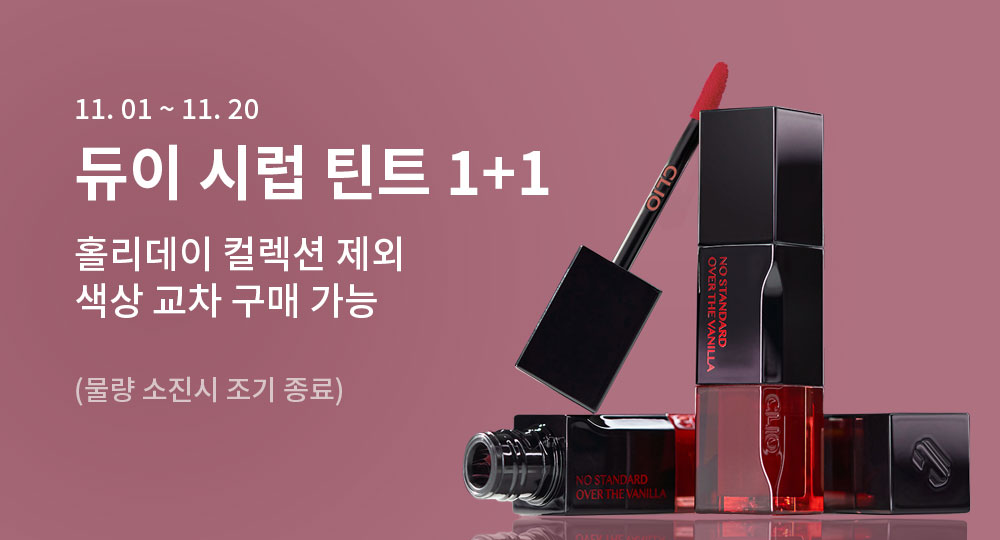 11. 01 ~ 11. 20
듀이 시럽 틴트 1+1
홀리데이 컬렉션 제외
색상 교차 구매 가능
(물량 소진시 조기 종료)
CLIO
NO STANDARD
OVER THE VANILLA
CLIO
NO STANDARD
OVER THE VANILLA